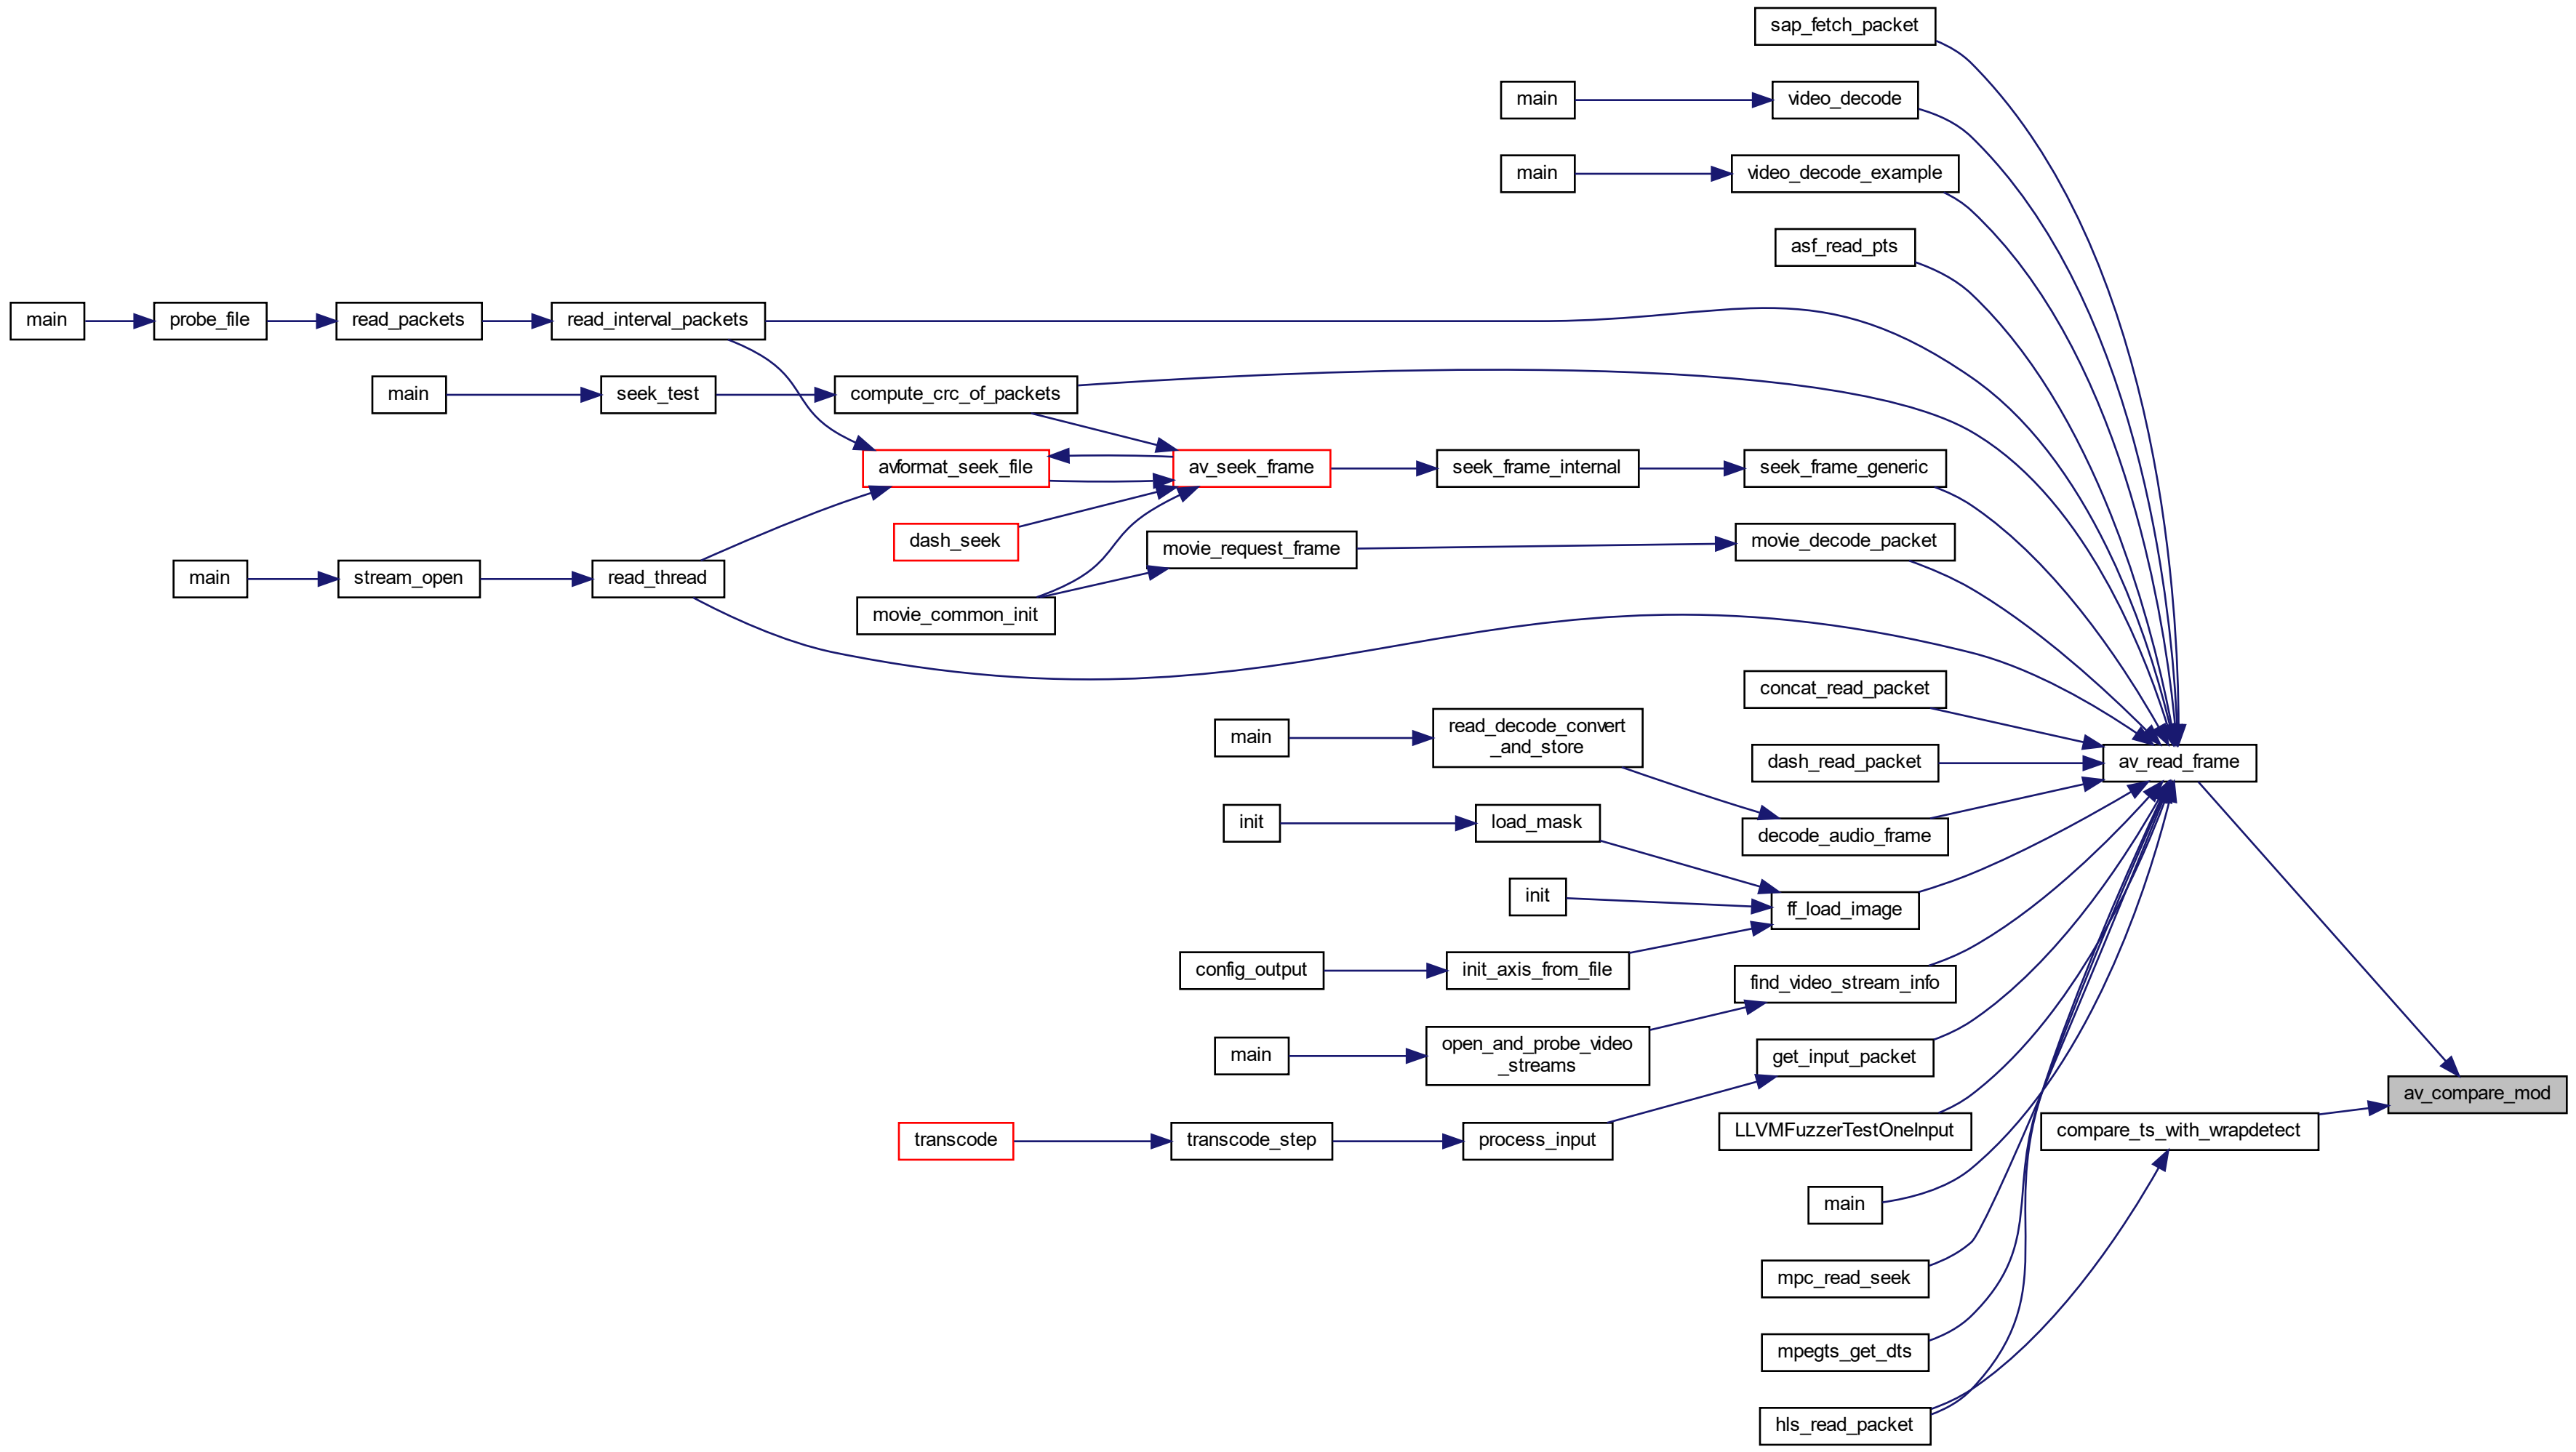 sap_fetch_packet
main
video_decode
main
video_decode_example
asf_read_pts
main
probe_file
read_packets
read_interval_packets
main
seek_test
compute_crc_of_packets
avformat_seek_file
av_seek_frame
seek_frame_internal
seek_frame_generic
dash_seek
movie_request_frame
movie_decode_packet
main
stream_open
read_thread
movie_common_init
concat_read_packet
main
read_decode_convert
_and_store
dash_read_packet
av_read_frame
init
load_mask
decode_audio_frame
init
ff_load_image
config_output
init_axis_from_file
find_video_stream_info
main
open_and_probe_video
_streams
get_input_packet
av_compare_mod
transcode
transcode_step
process_input
LLVMFuzzerTestOneInput
compare_ts_with_wrapdetect
main
mpc_read_seek
mpegts_get_dts
hls_read_packet